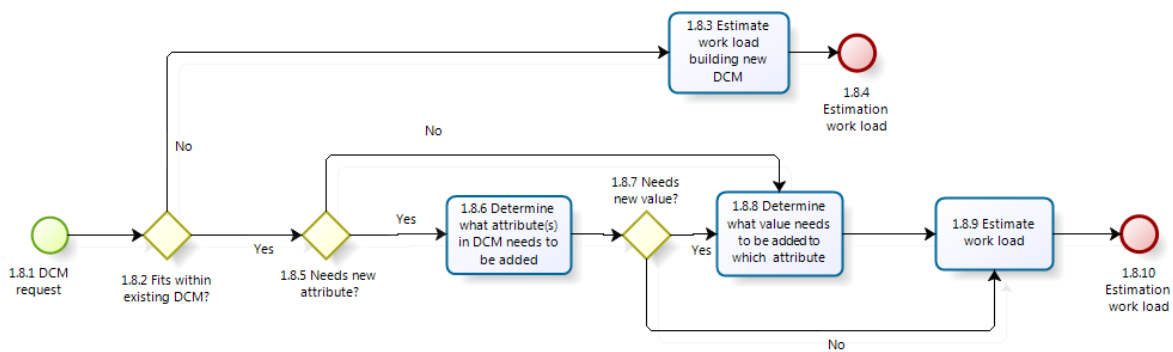 1.8.3 Estimate
work load
building new
DCM
1.8.4
Estimation
work load
No
No
1.8.7 Needs
new value?
1.8.6 Determine
what attribute(s)
in DCM needs to
be added
1.8.8 Determine
what value needs
to be added to
which attribute
1.8.9 Estimate
work load
Yes
Yes
Yes
1.8.1 DCM
request
1.8.2 Fits within
existing DCM?
1.8.5 Needs new
attribute?
1.8.10
Estimation
work load
No